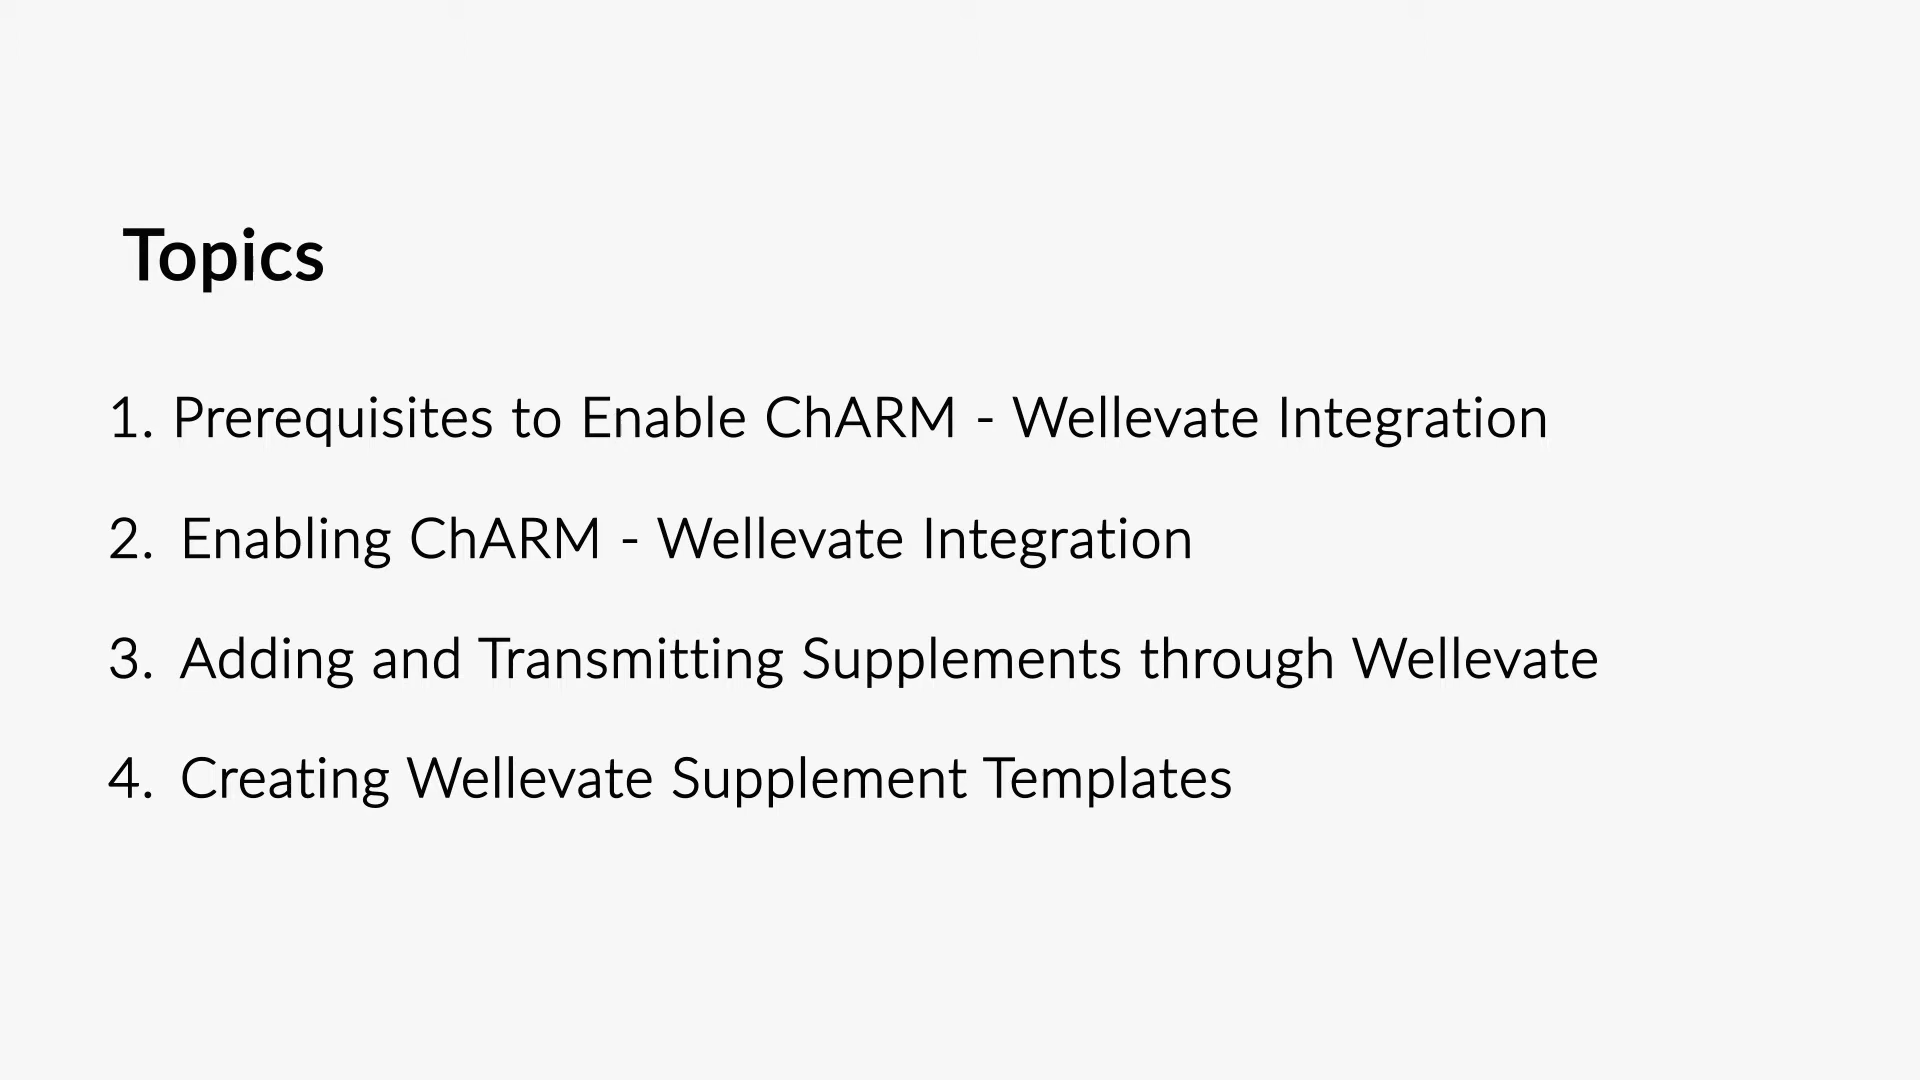 Topics
1. Prerequisites to Enable ChARM - Wellevate Integration
2. Enabling ChARM - Wellevate Integration
3. Adding and Transmitting Supplements through Wellevate
4. Creating Wellevate Supplement Templates